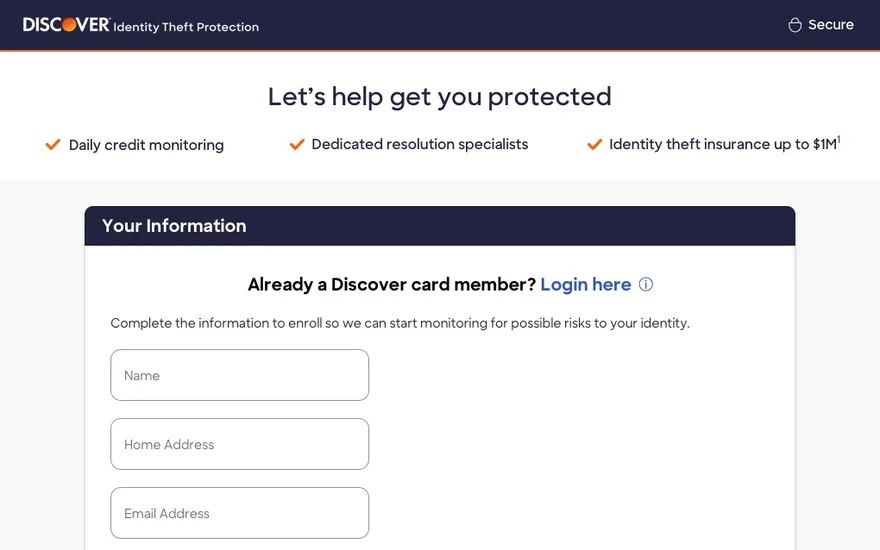 DISCOVER Identity Theft Protection
Secure
Let's help get you protected
Daily credit monitoring
Dedicated resolution specialists
Identity theft insurance up to $1M1
Your Information
Already a Discover card member? Login here
Complete the information to enroll so we can start monitoring for possible risks to your identity.
Name
Home Address
Email Address